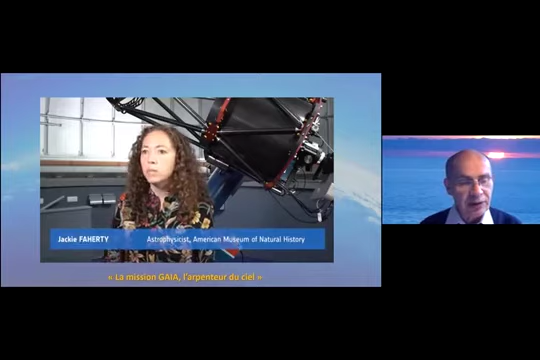 Jackie FAHERTY
Astrophysicist, American Museum of Natural History
« La mission GAIA, l'arpenteur du ciel »